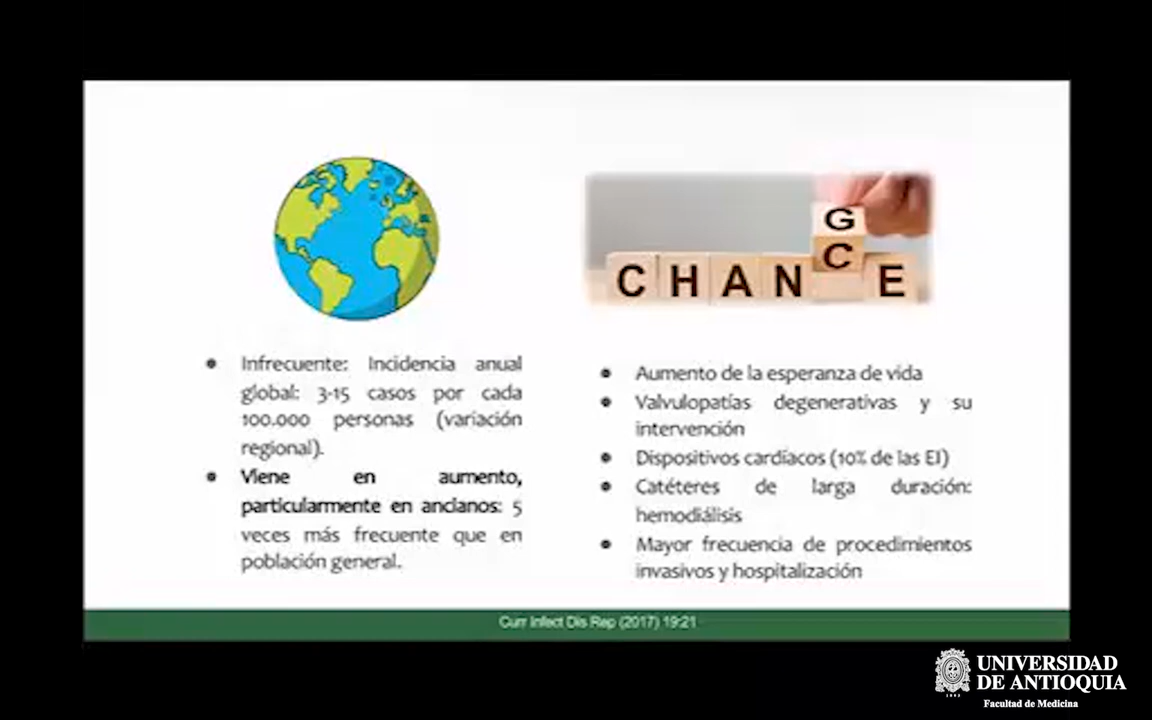 G
C
CHAN E
Infrecuente: Incidencia anual
global: 3-15 casos por cada
100.000 personas (variación
regional).
Viene en aumento,
particularmente en ancianos: 5
veces más frecuente que en
población general.
Aumento de la esperanza de vida
Valvulopatías degenerativas y su
intervención
Dispositivos cardíacos (10% de las EI)
Catéteres de larga duración:
hemodiálisis
Mayor frecuencia de procedimientos
invasivos y hospitalización
Curr Infect Dis Rep (2017) 19:21
UNIVERSIDAD
DE ANTIOQUIA
Facultad de Medicina